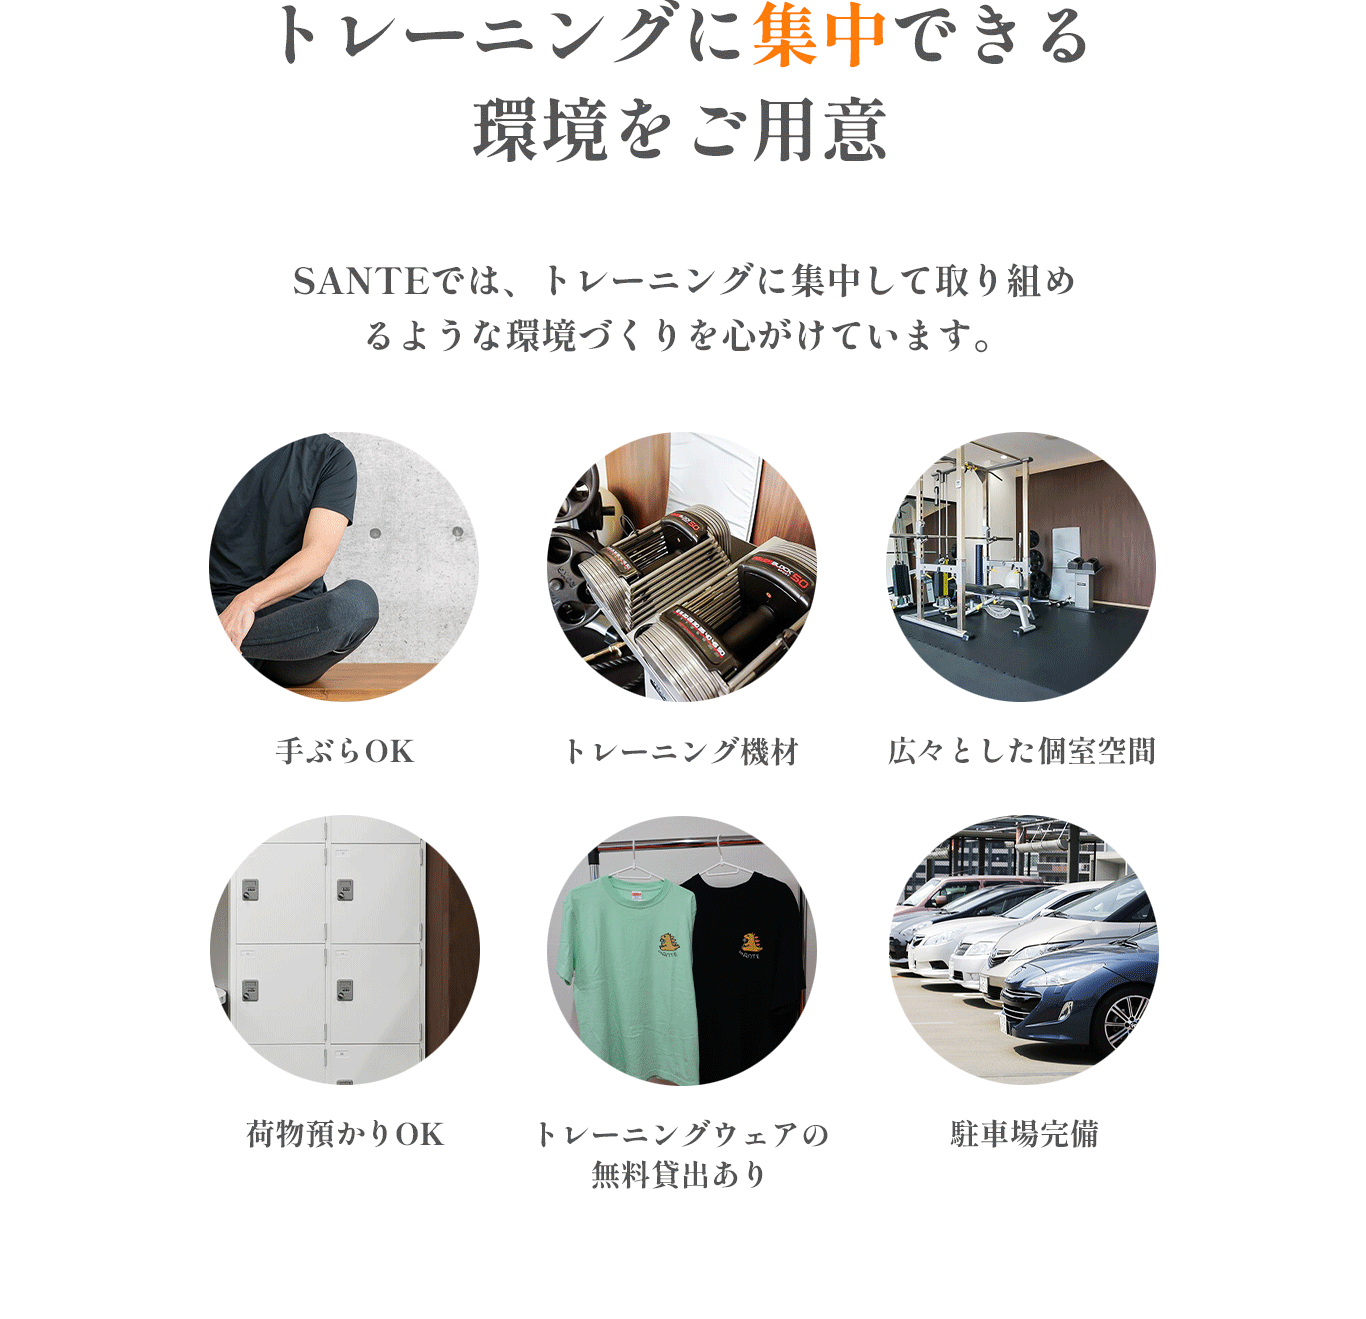 トレーニングに集中できる
環境をご用意
SANTEでは、トレーニングに集中して取り組め
るような環境づくりを心がけています。
手ぶらOK
トレーニング機材
広々とした個室空間
荷物預かりOK
トレーニングウェアの
無料貸出あり
駐車場完備